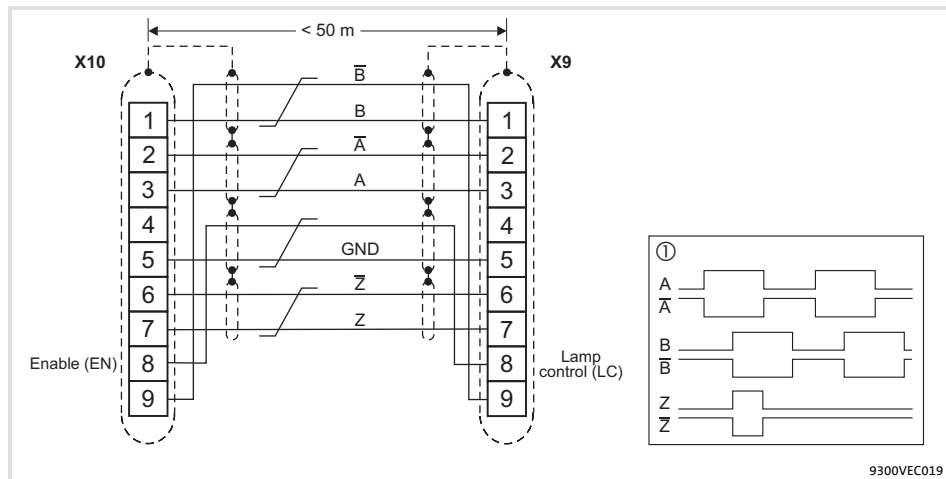 < 50 m
X10
X9
B̅
B
A̅
A
GND
Z̅
Z
1
2
3
4
5
6
7
8
9
1
2
3
4
5
6
7
8
9
Enable (EN)
Lamp
control (LC)
①
A
A̅
B
B̅
Z
Z̅
9300VEC019